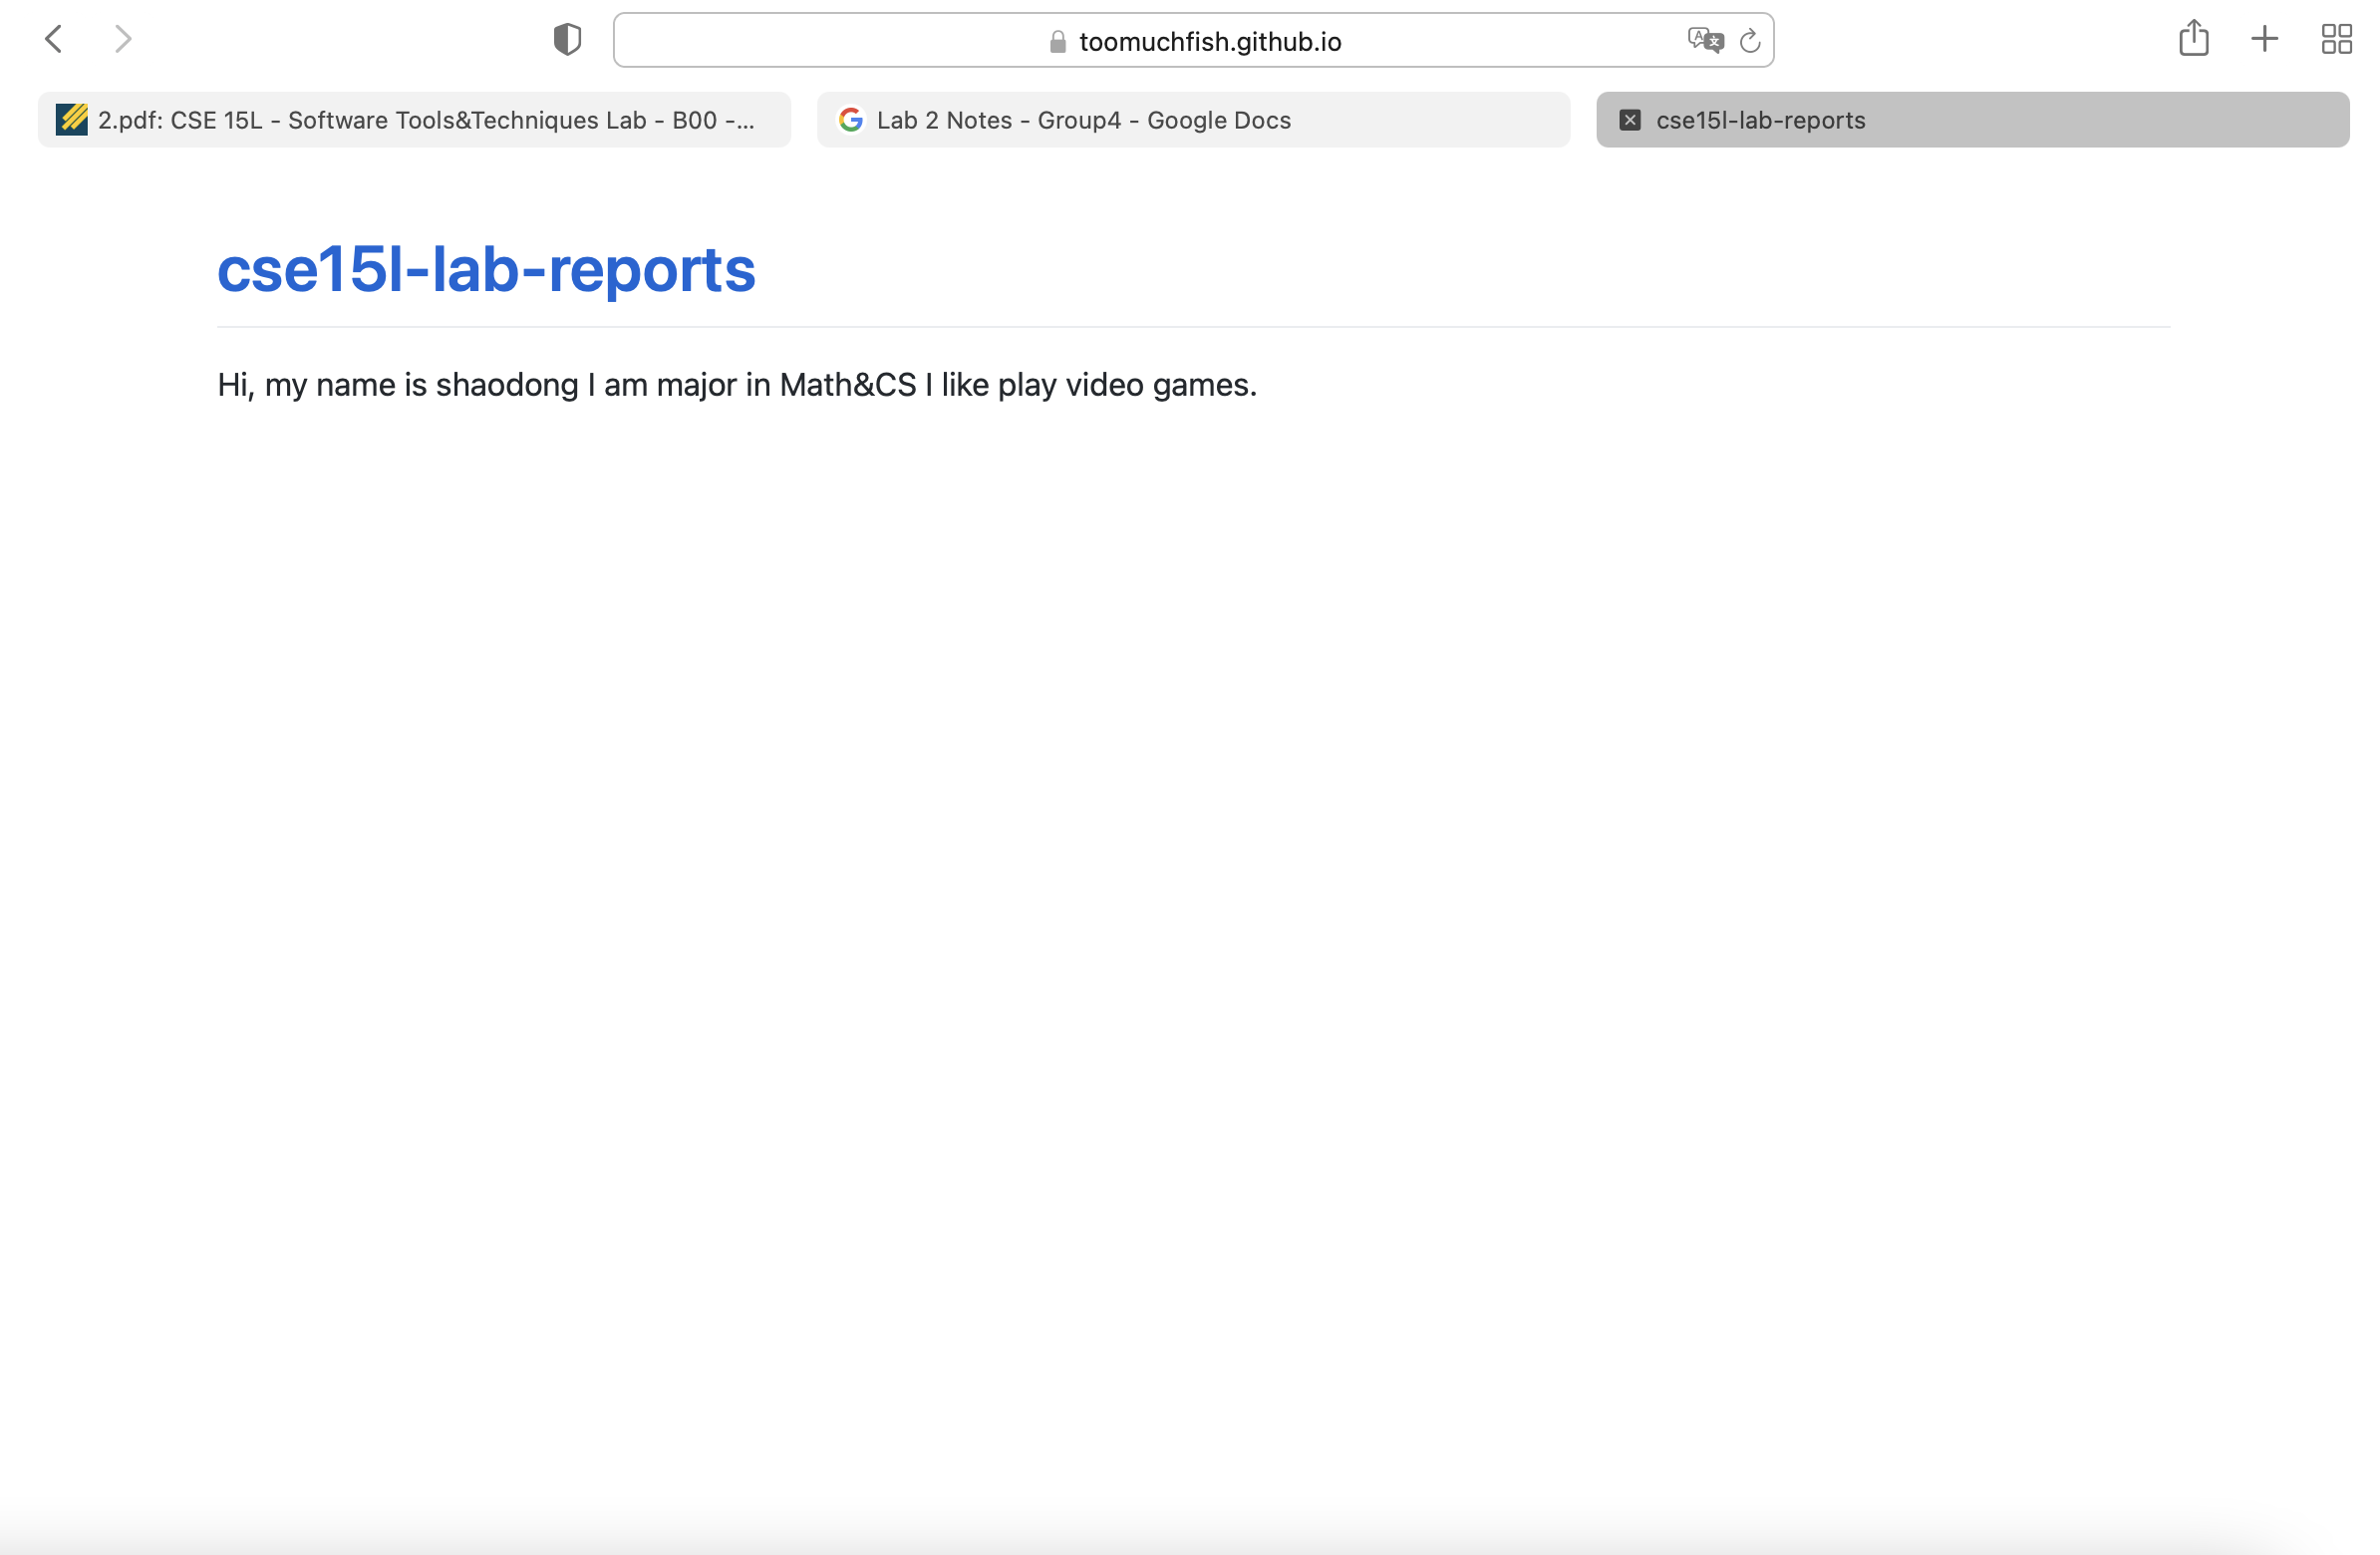 toomuchfish.github.io
2.pdf: CSE 15L - Software Tools&Techniques Lab - B00 -...
Lab 2 Notes - Group4 - Google Docs
cse15l-lab-reports
cse15l-lab-reports
Hi, my name is shaodong I am major in Math&CS I like play video games.